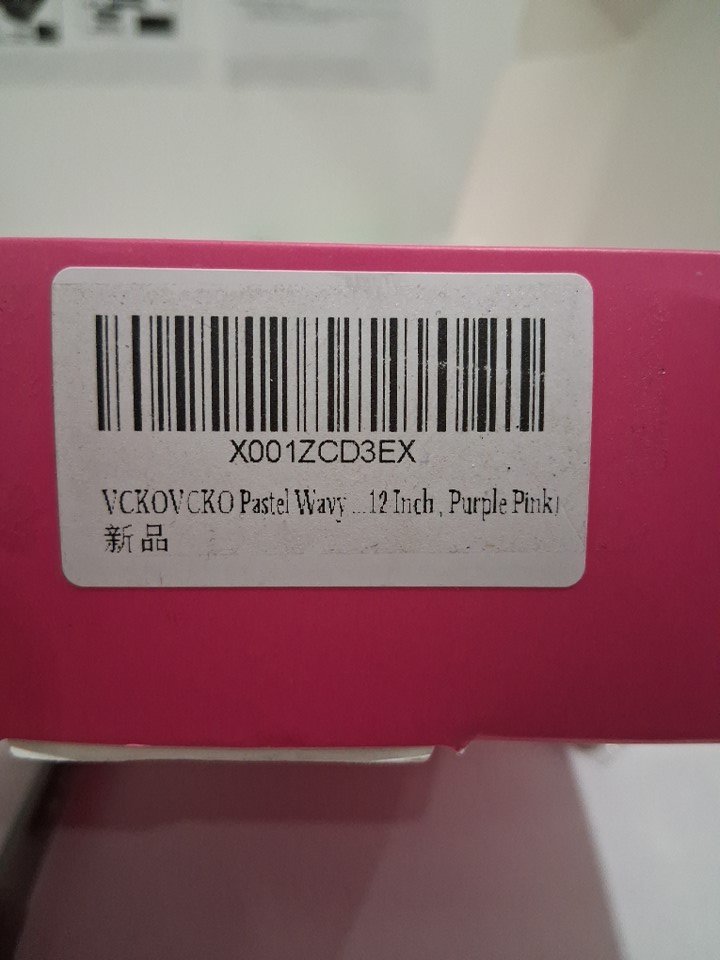 X001ZCD3EX
VCKOVCKO Pastel Wavy ...12 Inch , Purple Pink)
新品